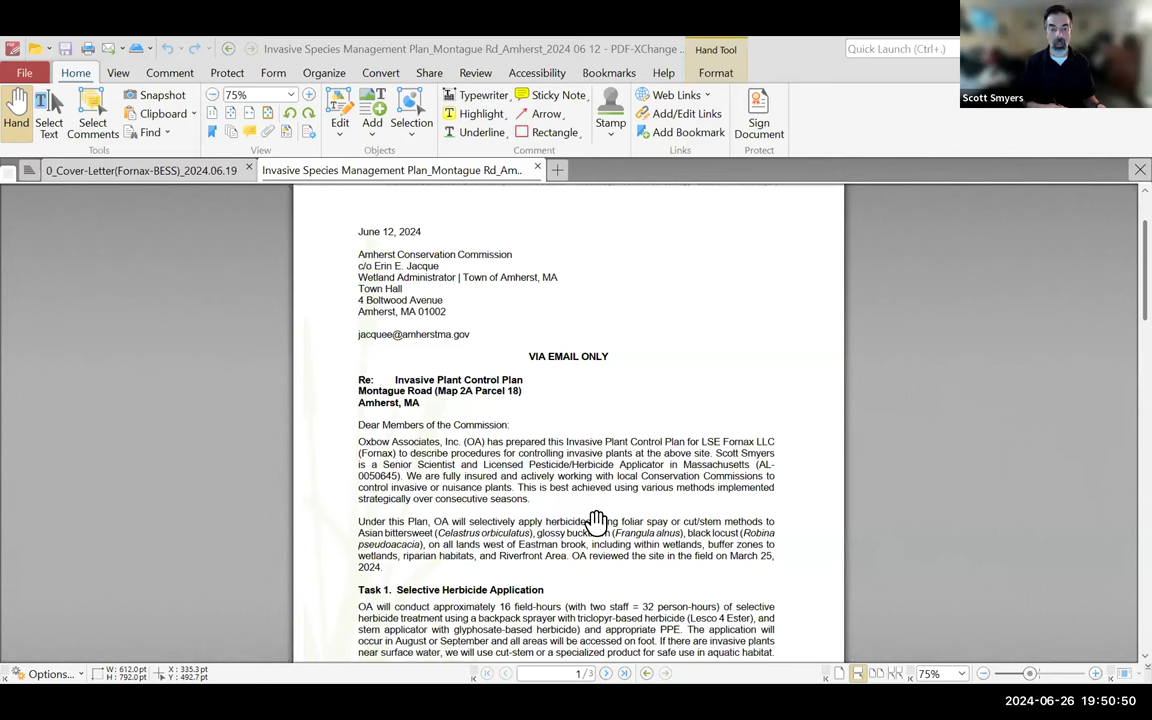 Invasive Species Management Plan_Montague Rd_Amherst_2024 06 12 - PDF-XChange ...
Hand Tool
Quick Launch (Ctrl+.)
File Home View Comment Protect Form Organize Convert Share Review Accessibility Bookmarks Help Format
Scott Smyers
Hand
Select Text
Select Comments
Snapshot
Clipboard
Find
Tools
75%
View
Edit
Add
Selection
Objects
Typewriter
Highlight
Underline
Sticky Note
Arrow
Rectangle
Comment
Stamp
Web Links
Add/Edit Links
Add Bookmark
Links
Sign Document
Protect
0_Cover-Letter(Fornax-BESS)_2024.06.19
Invasive Species Management Plan_Montague Rd_Am..
June 12, 2024
Amherst Conservation Commission
c/o Erin E. Jacque
Wetland Administrator | Town of Amherst, MA
Town Hall
4 Boltwood Avenue
Amherst, MA 01002
jacquee@amherstma.gov
VIA EMAIL ONLY
Re: Invasive Plant Control Plan
Montague Road (Map 2A Parcel 18)
Amherst, MA
Dear Members of the Commission:
Oxbow Associates, Inc. (OA) has prepared this Invasive Plant Control Plan for LSE Fornax LLC
(Fornax) to describe procedures for controlling invasive plants at the above site. Scott Smyers
is a Senior Scientist and Licensed Pesticide/Herbicide Applicator in Massachusetts (AL-
0050645). We are fully insured and actively working with local Conservation Commissions to
control invasive or nuisance plants. This is best achieved using various methods implemented
strategically over consecutive seasons.
Under this Plan, OA will selectively apply herbicide ng foliar spay or cut/stem methods to
Asian bittersweet (Celastrus orbiculatus), glossy buck n (Frangula alnus), black locust (Robina
pseudoacacia), on all lands west of Eastman brook, including within wetlands, buffer zones to
wetlands, riparian habitats, and Riverfront Area. OA reviewed the site in the field on March 25,
2024.
Task 1. Selective Herbicide Application
OA will conduct approximately 16 field-hours (with two staff = 32 person-hours) of selective
herbicide treatment using a backpack sprayer with triclopyr-based herbicide (Lesco 4 Ester), and
stem applicator with glyphosate-based herbicide) and appropriate PPE. The application will
occur in August or September and all areas will be accessed on foot. If there are invasive plants
near surface water, we will use cut-stem or a specialized product for safe use in aquatic habitat.
Options...
W: 612.0 pt
H: 792.0 pt
X: 335.3 pt
Y: 492.7 pt
1 / 3
75%
2024-06-26 19:50:50